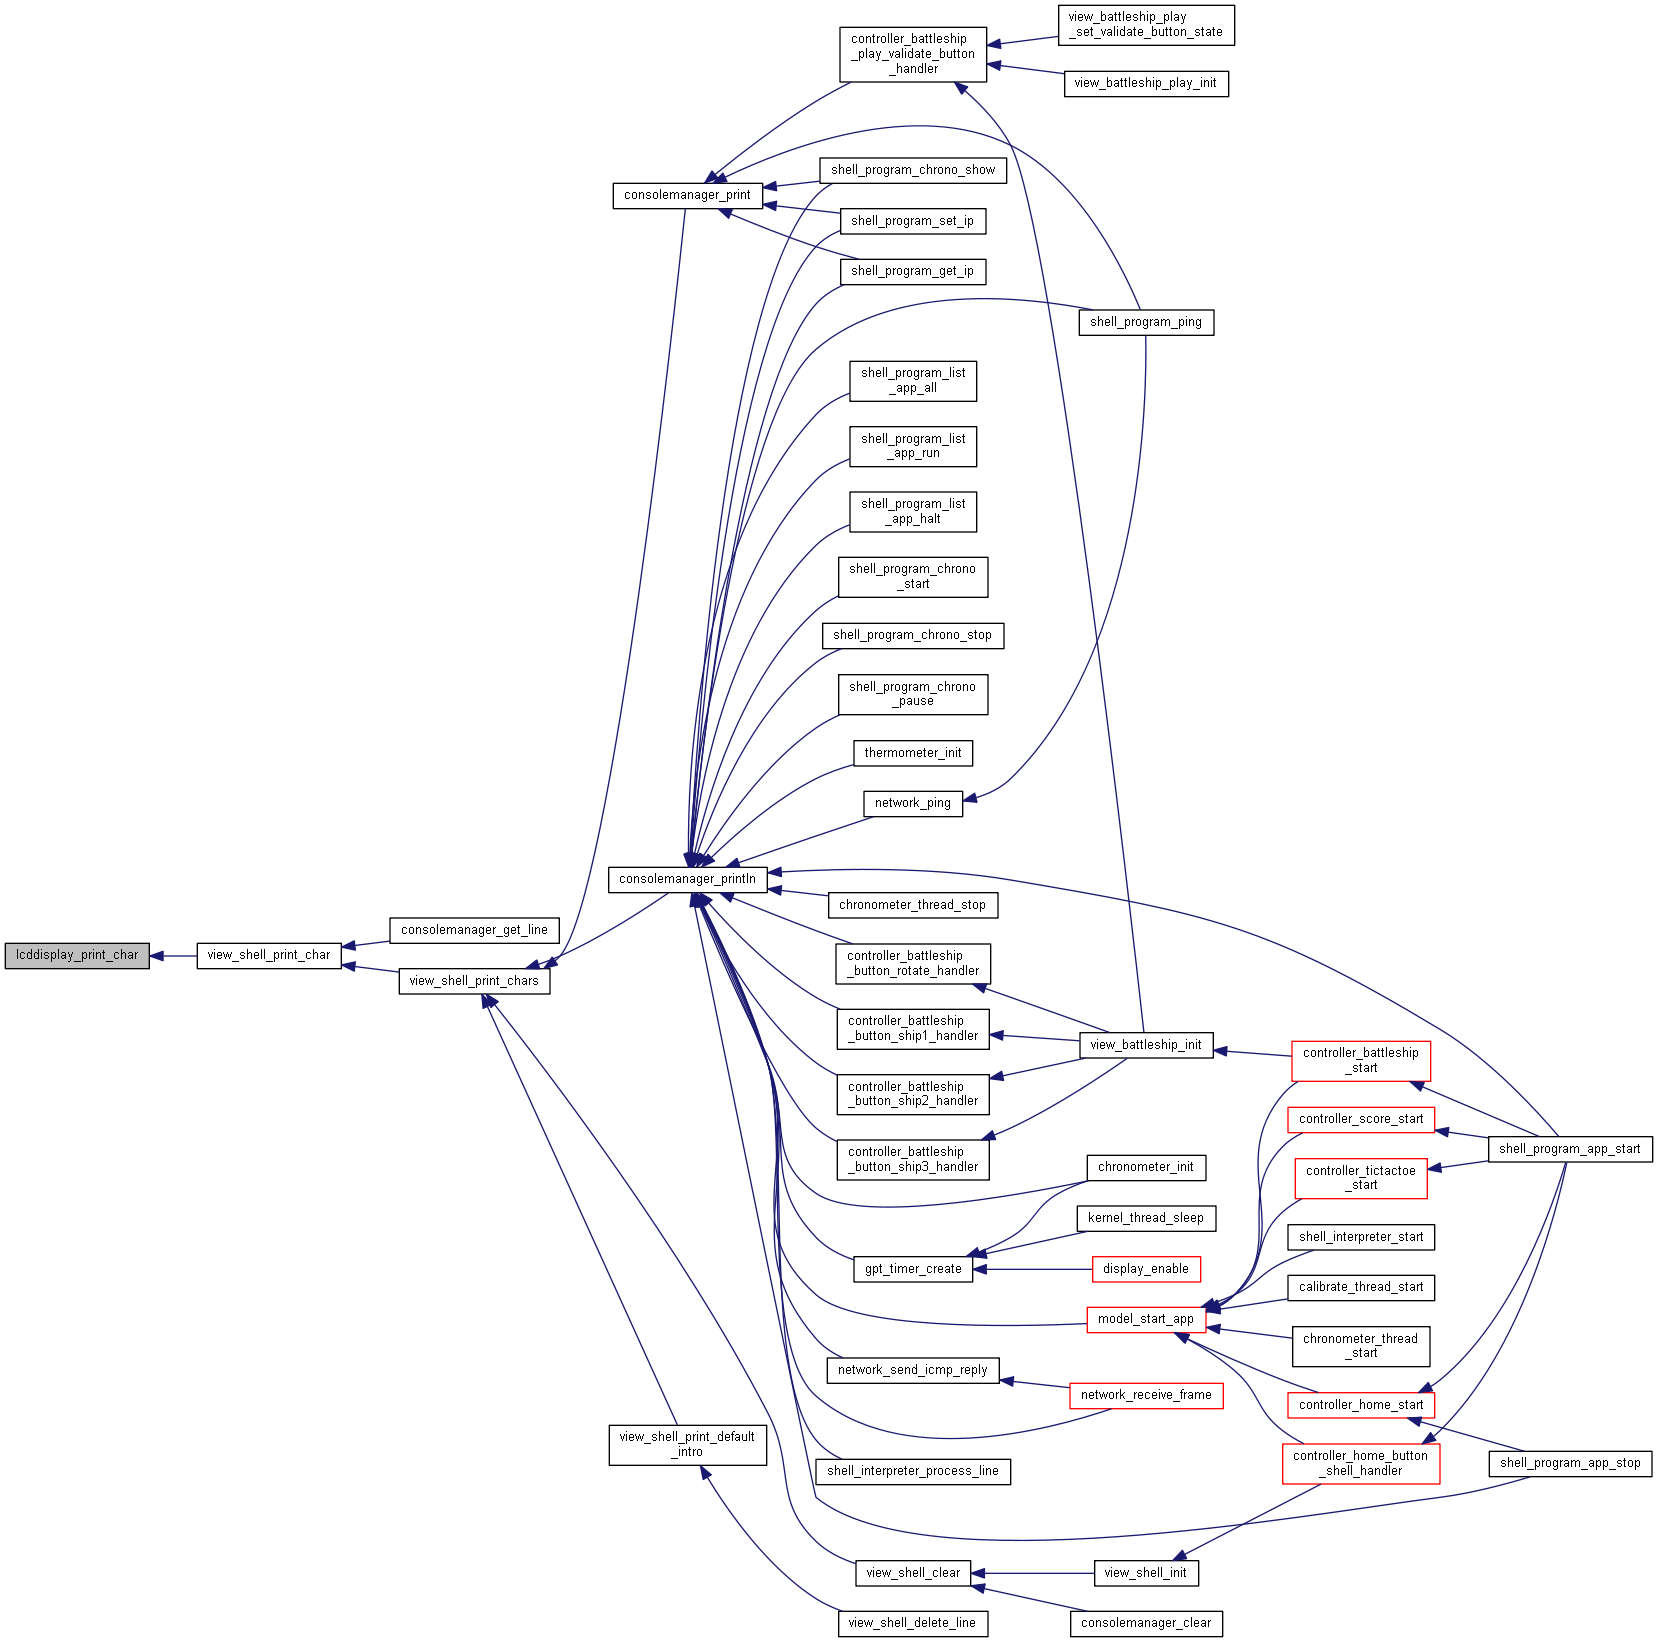 view_battleship_play
_set_validate_button_state
controller_battleship
_play_validate_button
_handler
view_battleship_play_init
shell_program_chrono_show
consolemanager_print
shell_program_set_ip
shell_program_get_ip
shell_program_ping
shell_program_list
_app_all
shell_program_list
_app_run
shell_program_list
_app_halt
shell_program_chrono
_start
shell_program_chrono_stop
shell_program_chrono
_pause
thermometer_init
network_ping
consolemanager_println
chronometer_thread_stop
consolemanager_get_line
lcddisplay_print_char
view_shell_print_char
view_shell_print_chars
controller_battleship
_button_rotate_handler
controller_battleship
_button_ship1_handler
view_battleship_init
controller_battleship
_start
controller_battleship
_button_ship2_handler
controller_score_start
shell_program_app_start
controller_battleship
_button_ship3_handler
chronometer_init
controller_tictactoe
_start
kernel_thread_sleep
shell_interpreter_start
gpt_timer_create
display_enable
calibrate_thread_start
model_start_app
chronometer_thread
_start
network_send_icmp_reply
network_receive_frame
controller_home_start
view_shell_print_default
_intro
controller_home_button
_shell_handler
shell_program_app_stop
shell_interpreter_process_line
view_shell_clear
view_shell_init
view_shell_delete_line
consolemanager_clear